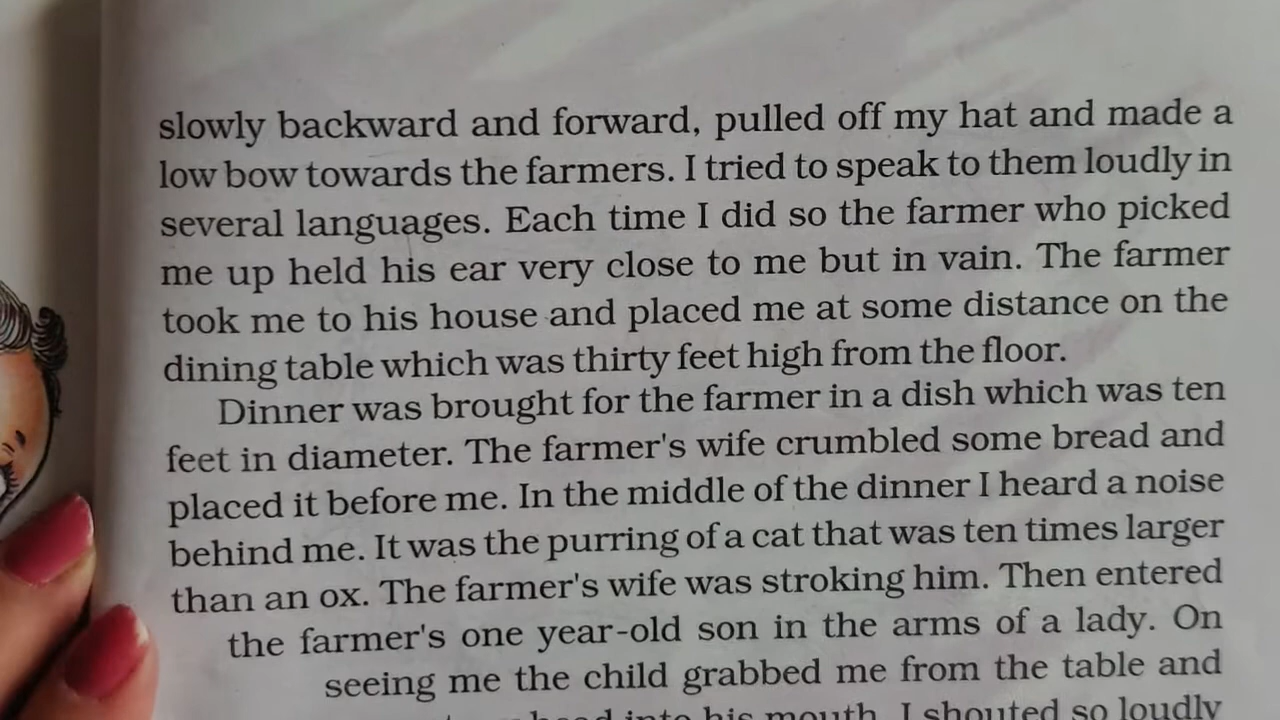 slowly backward and forward, pulled off my hat and made a
low bow towards the farmers. I tried to speak to them loudly in
several languages. Each time I did so the farmer who picked
me up held his ear very close to me but in vain. The farmer
took me to his house and placed me at some distance on the
dining table which was thirty feet high from the floor.
Dinner was brought for the farmer in a dish which was ten
feet in diameter. The farmer's wife crumbled some bread and
placed it before me. In the middle of the dinner I heard a noise
behind me. It was the purring of a cat that was ten times larger
than an ox. The farmer's wife was stroking him. Then entered
the farmer's one year-old son in the arms of a lady. On
seeing me the child grabbed me from the table and
head into his mouth. I shouted so loudly